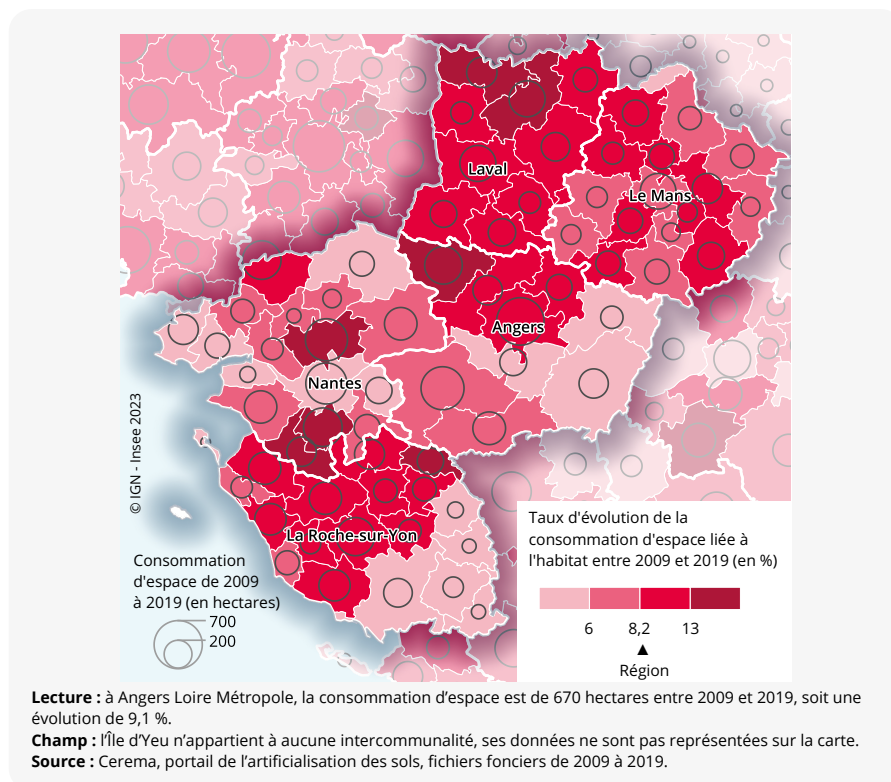 Laval
Le Mans
Angers
Nantes
© IGN - Insee 2023
La Roche-sur-Yon
Consommation
d'espace de 2009
à 2019 (en hectares)
700
200
Taux d'évolution de la
consommation d'espace liée à
l'habitat entre 2009 et 2019 (en %)
6 8,2 13
▲
Région
Lecture : à Angers Loire Métropole, la consommation d’espace est de 670 hectares entre 2009 et 2019, soit une
évolution de 9,1 %.
Champ : l’Île d’Yeu n’appartient à aucune intercommunalité, ses données ne sont pas représentées sur la carte.
Source : Cerema, portail de l’artificialisation des sols, fichiers fonciers de 2009 à 2019.